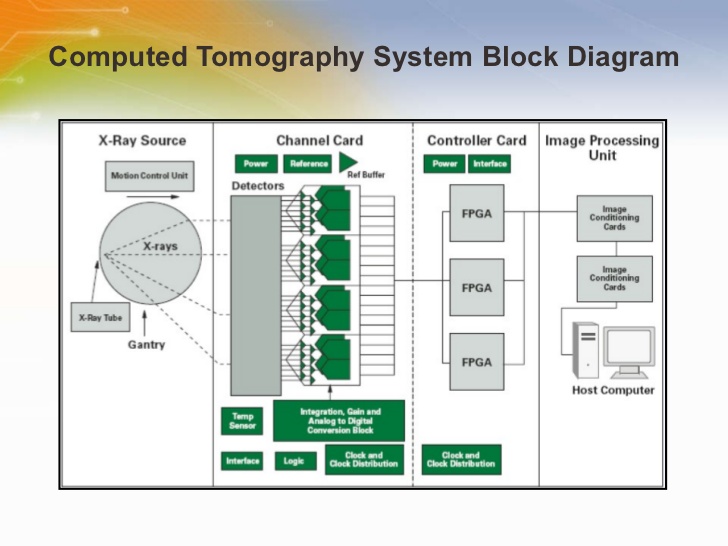 Computed Tomography System Block Diagram
X-Ray Source
Channel Card
Controller Card
Image Processing
Unit
Motion Control Unit
Power
Reference
Ref Buffer
Power
Interface
Detectors
X-rays
X-Ray Tube
Gantry
FPGA
FPGA
FPGA
Image
Conditioning
Cards
Image
Conditioning
Cards
Host Computer
Temp
Sensor
Integration, Gain and
Analog to Digital
Conversion Block
Interface
Logic
Clock and
Clock Distribution
Clock and
Clock Distribution